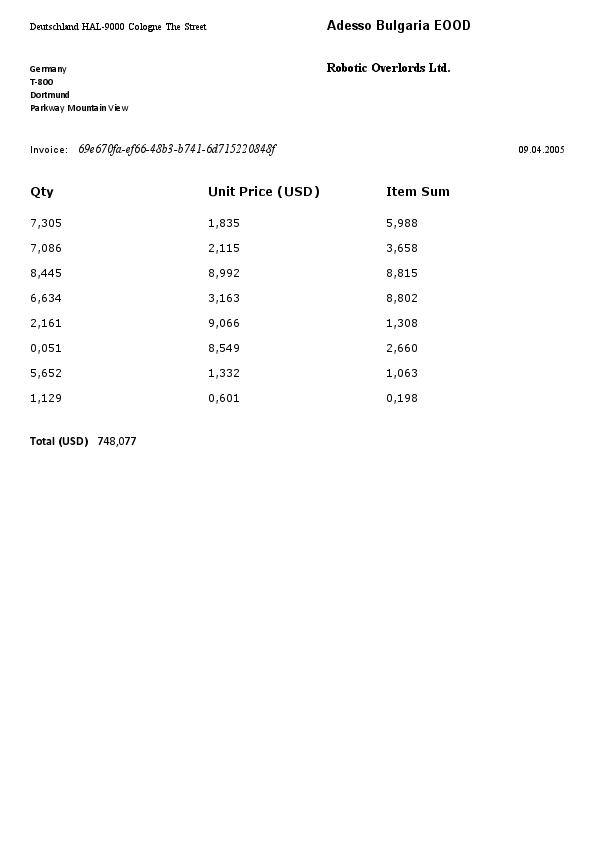 Deutschland HAL-9000 Cologne The Street
Adesso Bulgaria EOOD
Germany
T-800
Dortmund
Parkway Mountain View
Robotic Overlords Ltd.
Invoice: 69e670fa-ef66-48b3-b741-6d715220848f 09.04.2005
Qty Unit Price (USD) Item Sum
7,305 1,835 5,988
7,086 2,115 3,658
8,445 8,992 8,815
6,634 3,163 8,802
2,161 9,066 1,308
0,051 8,549 2,660
5,652 1,332 1,063
1,129 0,601 0,198
Total (USD) 748,077